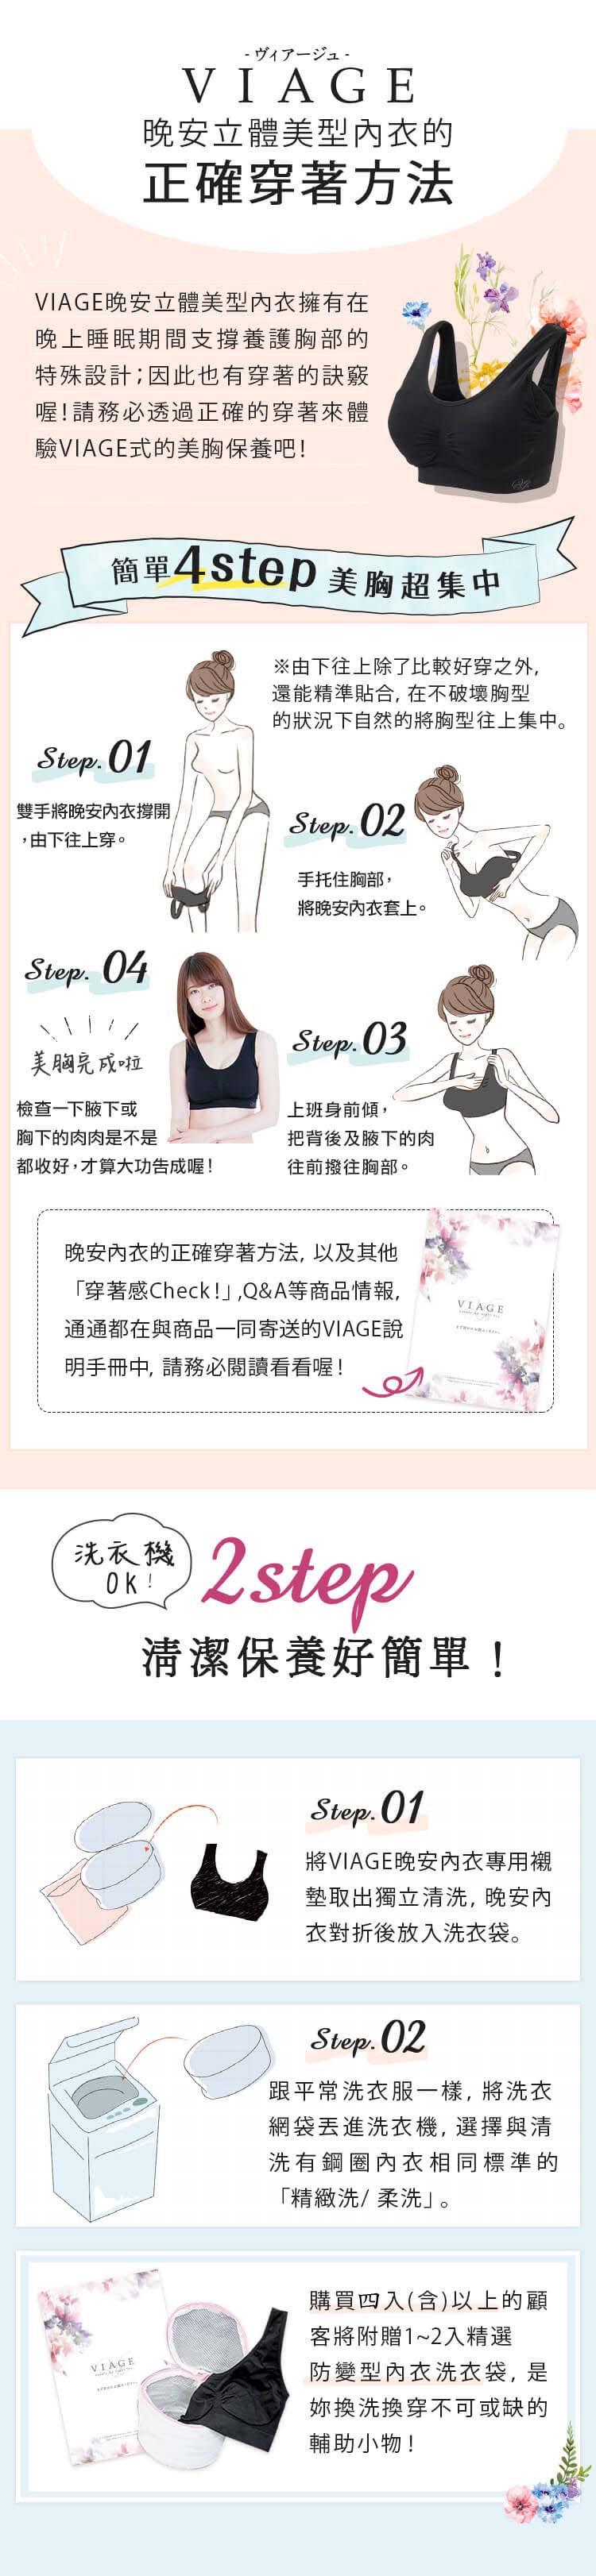 - ヴィアージュ -
VIAGE
晚安立體美型內衣的
正確穿著方法
VIAGE晚安立體美型內衣擁有在
晚上睡眠期間支撐養護胸部的
特殊設計;因此也有穿著的訣竅
喔!請務必透過正確的穿著來體
驗VIAGE式的美胸保養吧!
簡單4step美胸超集中
※由下往上除了比較好穿之外,
還能精準貼合, 在不破壞胸型
的狀況下自然的將胸型往上集中。
Step. 01
雙手將晚安內衣撐開
,由下往上穿。
Step. 02
手托住胸部,
將晚安內衣套上。
Step. 03
上班身前傾,
把背後及腋下的肉
往前撥往胸部。
Step. 04
美胸完成啦
檢查一下腋下或
胸下的肉肉是不是
都收好,才算大功告成喔!
晚安內衣的正確穿著方法, 以及其他
「穿著感Check!」,Q&A等商品情報,
通通都在與商品一同寄送的VIAGE說
明手冊中, 請務必閱讀看看喔!
VIAGE
洗衣機
OK!
2step
清潔保養好簡單!
Step. 01
將VIAGE晚安內衣專用襯
墊取出獨立清洗, 晚安內
衣對折後放入洗衣袋。
Step. 02
跟平常洗衣服一樣, 將洗衣
網袋丟進洗衣機, 選擇與清
洗有鋼圈內衣相同標準的
「精緻洗/ 柔洗」。
VIAGE
購買四入(含)以上的顧
客將附贈1~2入精選
防變型內衣洗衣袋, 是
妳換洗換穿不可或缺的
輔助小物!